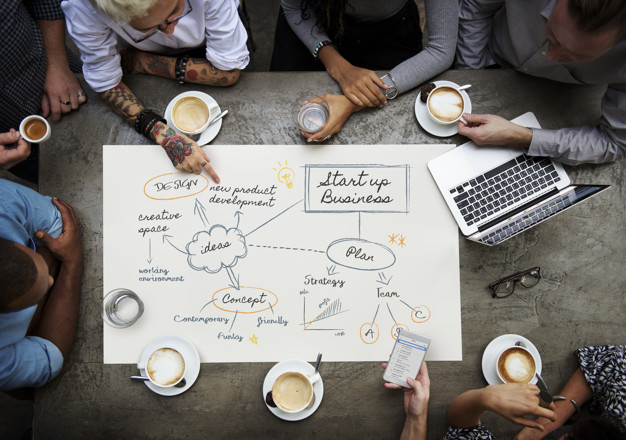 Start up
Business
DESIGN
new product
development
creative
space
ideas
working
environment
Plan
Strategy
Team
Concept
Contemporary
friendly
Funky
A
C